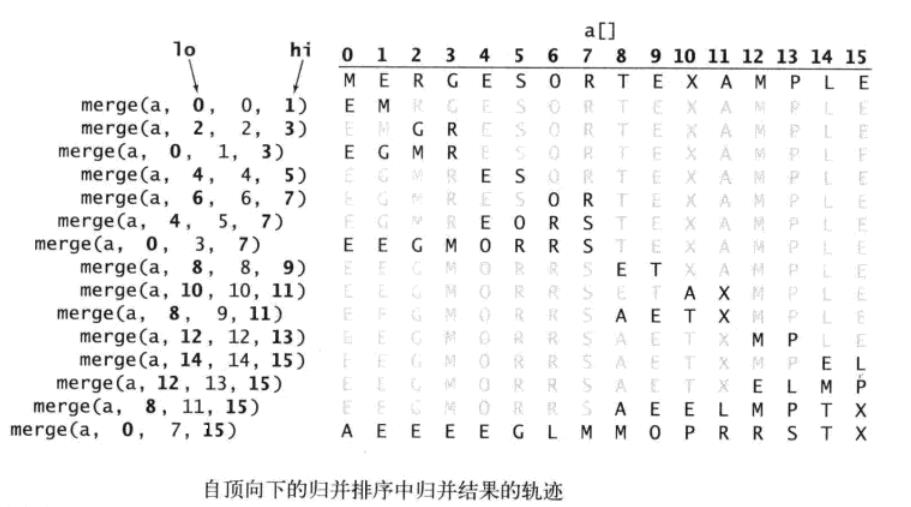 a[]
lo hi 0 1 2 3 4 5 6 7 8 9 10 11 12 13 14 15
M E R G E S O R T E X A M P L E
merge(a, 0, 0, 1) E M R G E S O R T E X A M P L E
merge(a, 2, 2, 3) E M G R E S O R T E X A M P L E
merge(a, 0, 1, 3) E G M R E S O R T E X A M P L E
merge(a, 4, 4, 5) E G M R E S O R T E X A M P L E
merge(a, 6, 6, 7) E G M R E S O R T E X A M P L E
merge(a, 4, 5, 7) E G M R E O R S T E X A M P L E
merge(a, 0, 3, 7) E E G M O R R S T E X A M P L E
merge(a, 8, 8, 9) E E G M O R R S E T X A M P L E
merge(a, 10, 10, 11) E E G M O R R S E T A X M P L E
merge(a, 8, 9, 11) E E G M O R R S A E T X M P L E
merge(a, 12, 12, 13) E E G M O R R S A E T X M P L E
merge(a, 14, 14, 15) E E G M O R R S A E T X M P E L
merge(a, 12, 13, 15) E E G M O R R S A E T X E L M P
merge(a, 8, 11, 15) E E G M O R R S A E E L M P T X
merge(a, 0, 7, 15) A E E E E G L M M O P R R S T X
自顶向下的归并排序中归并结果的轨迹